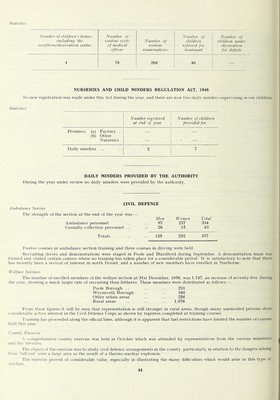 Statistics
Number of children's homes including the reception/observation centre
Number of routine visits of medical officer
Number of routine examinations
Number of children referred for treatment
Number of children under observation for defects
4 76 260 46 —
NURSERIES AND CHILD MINDERS REGULATION ACT, 1948
No new registration was made under this Act during the year, and there are now two daily minders supervising seven children.
Statistics
Number registered at end of year
Number of children provided for
Premises: (a) Factory — —
(b) Other Nurseries — —
Daily minders 2 7
DAILY MINDERS PROVIDED BY THE AUTHORITY
During the year under review no daily minders were provided by the authority.
CIVIL DEFENCE
Ambulance Service
The strength of the section at the end of the year was —
Men Women Total
Ambulance personnel 97 237 334
Casualty collection personnel 28 15 43
Totals 125 252 377
Twelve courses in ambulance section training and three courses in driving were held.
Recruiting drives and demonstrations were staged in Poole and Blandford during September. A demonstration team was
formed and visited certain centres where no training has taken place for a considerable period. It is satisfactory to note that there
has lately been a revival of interest in north Dorset, and a number of new members have enrolled in Shaftesbury.
Welfare Section
The number of enrolled members of the welfare section at 31st December, 1956, was 1,747, an increase of seventy-five during
the year, showing a much larger rate of recruiting than hitherto. These members were distributed as follows —
Poole Borough
Weymouth Borough
Other urban areas
Rural areas
From these figures it will be seen that representation is still stronger in rural areas, though many unenrolled persons show
considerable active interest in the Civil Defence Corps as shown by registers completed at training courses.
Training has proceeded along the official lines, although it is apparent that fuel restrictions have limited the number of courses
held this year.
County Exercise
A comprehensive county exercise was held in October which was attended by representatives from the various ministries
and the Services.
The object of the exercise was to study civil defence arrangements in the county, particularly in relation to the dangers arising
from "fall-out" over a large area as the result of a thermo-nuclear explosion.
The exercise proved of considerable value, especially in illustrating the many difficulties which would arise in this type of
warfare.
44